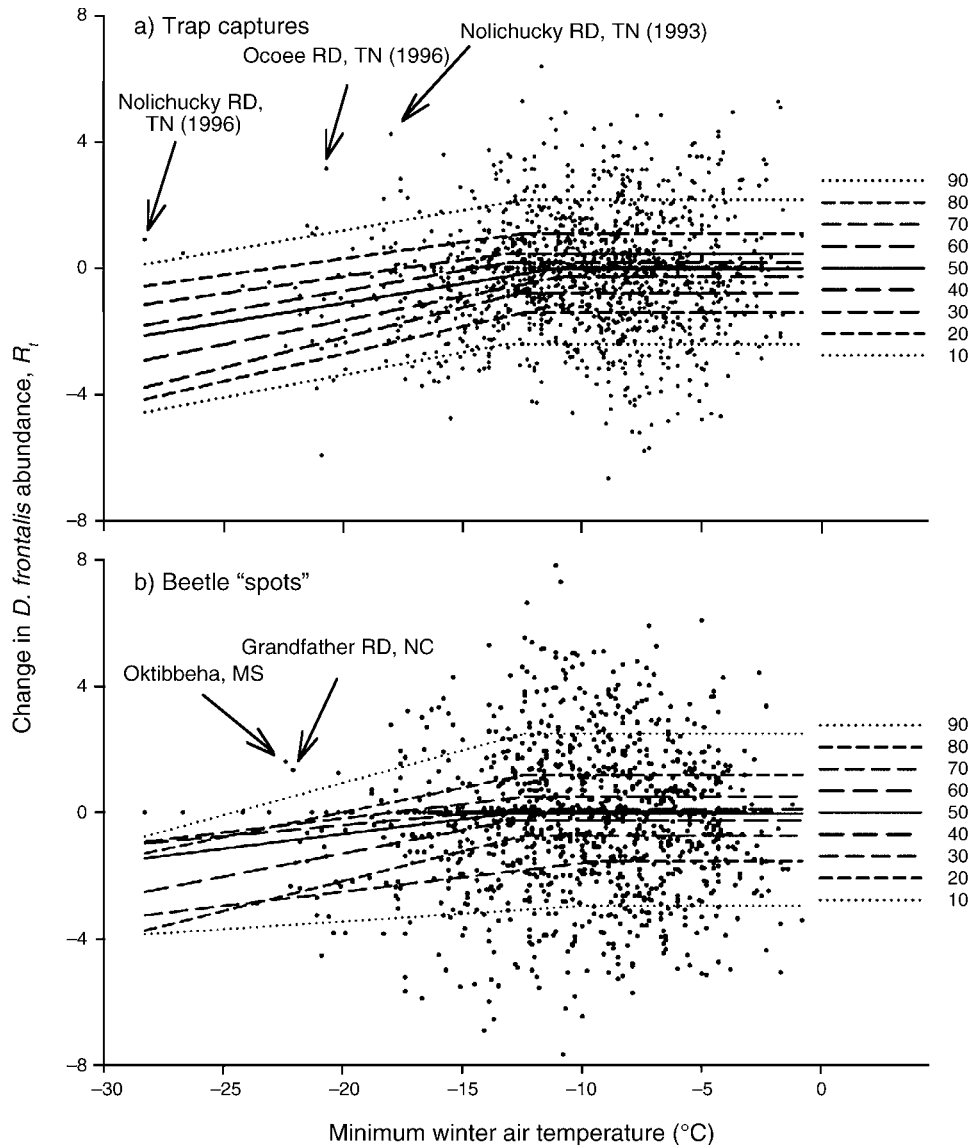 8
a) Trap captures
Nolichucky RD, TN (1993)
Ocoee RD, TN (1996)
Nolichucky RD,
TN (1996)
4
0
−4
−8
90
80
70
60
50
40
30
20
10
Change in D. frontalis abundance, Rt
8
b) Beetle “spots”
Grandfather RD, NC
Oktibbeha, MS
4
0
−4
−8
90
80
70
60
50
40
30
20
10
−30 −25 −20 −15 −10 −5 0
Minimum winter air temperature (°C)